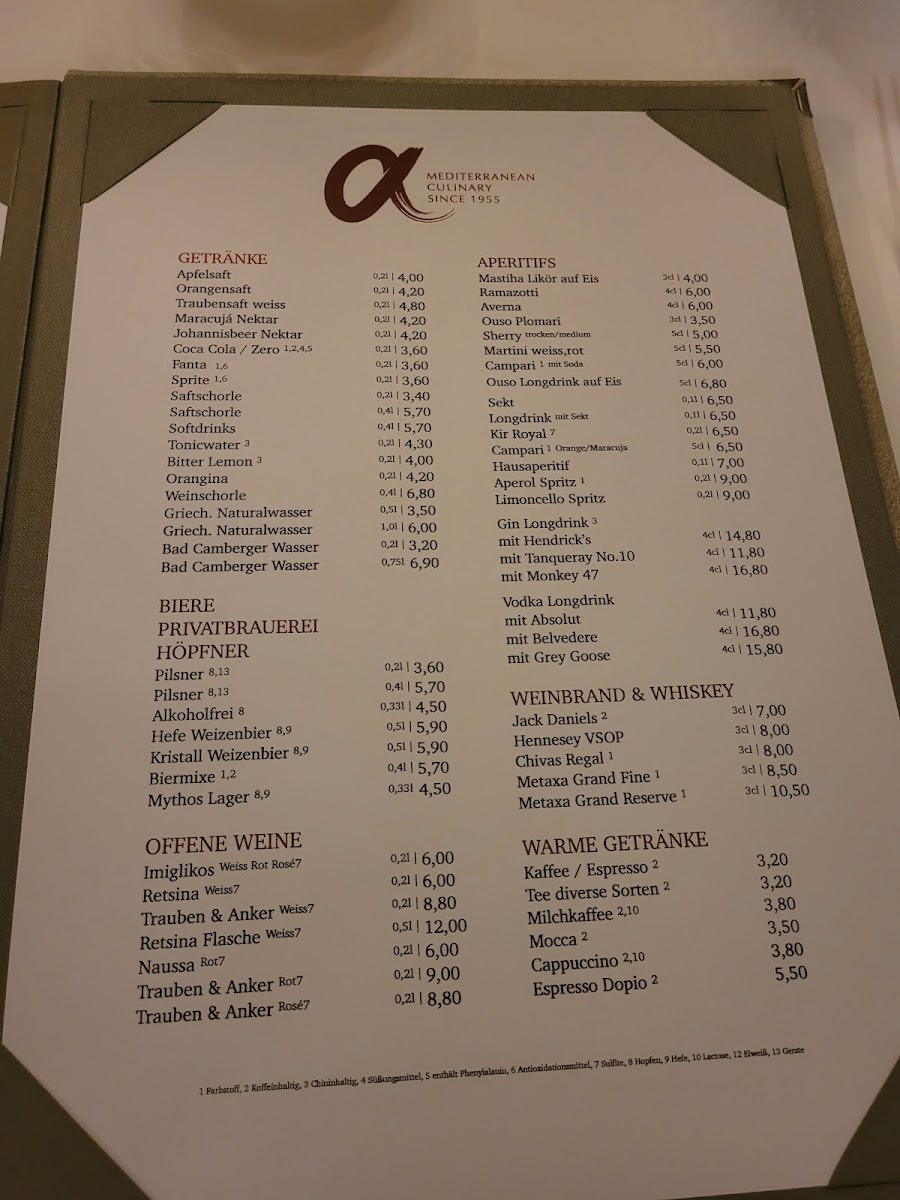 α
MEDITERRANEAN
CULINARY
SINCE 1955
GETRÄNKE
Apfelsaft 0,2l | 4,00
Orangensaft 0,2l | 4,20
Traubensaft weiss 0,2l | 4,80
Maracujá Nektar 0,2l | 4,20
Johannisbeer Nektar 0,2l | 4,20
Coca Cola / Zero 1,2,4,5 0,2l | 3,60
Fanta 1,6 0,2l | 3,60
Sprite 1,6 0,2l | 3,60
Saftschorle 0,2l | 3,40
Saftschorle 0,4l | 5,70
Softdrinks 0,4l | 5,70
Tonicwater 3 0,2l | 4,30
Bitter Lemon 3 0,2l | 4,00
Orangina 0,2l | 4,20
Weinschorle 0,4l | 6,80
Griech. Naturalwasser 0,5l | 3,50
Griech. Naturalwasser 1,0l | 6,00
Bad Camberger Wasser 0,2l | 3,20
Bad Camberger Wasser 0,75l 6,90
BIERE
PRIVATBRAUEREI
HÖPFNER
Pilsner 8,13 0,2l | 3,60
Pilsner 8,13 0,4l | 5,70
Alkoholfrei 8 0,33l | 4,50
Hefe Weizenbier 8,9 0,5l | 5,90
Kristall Weizenbier 8,9 0,5l | 5,90
Biermixe 1,2 0,4l | 5,70
Mythos Lager 8,9 0,33l 4,50
OFFENE WEINE
Imiglikos Weiss Rot Rosé7 0,2l | 6,00
Retsina Weiss7 0,2l | 6,00
Trauben & Anker Weiss7 0,2l | 8,80
Retsina Flasche Weiss7 0,5l | 12,00
Naussa Rot7 0,2l | 6,00
Trauben & Anker Rot7 0,2l | 9,00
Trauben & Anker Rosé7 0,2l | 8,80
APERITIFS
Mastiha Likör auf Eis 3cl | 4,00
Ramazotti 4cl | 6,00
Averna 4cl | 6,00
Ouso Plomari 3cl | 3,50
Sherry trocken/medium 5cl | 5,00
Martini weiss,rot 5cl | 5,50
Campari 1 mit Soda 5cl | 6,00
Ouso Longdrink auf Eis 5cl | 6,80
Sekt 0,1l | 6,50
Longdrink mit Sekt 0,1l | 6,50
Kir Royal 7 0,2l | 6,50
Campari 1 Orange/Maracuja 5cl | 6,50
Hausaperitif 0,1l | 7,00
Aperol Spritz 1 0,2l | 9,00
Limoncello Spritz 0,2l | 9,00
Gin Longdrink 3
mit Hendrick's 4cl | 14,80
mit Tanqueray No.10 4cl | 11,80
mit Monkey 47 4cl | 16,80
Vodka Longdrink
mit Absolut 4cl | 11,80
mit Belvedere 4cl | 16,80
mit Grey Goose 4cl | 15,80
WEINBRAND & WHISKEY
Jack Daniels 2 3cl | 7,00
Hennesey VSOP 3cl | 8,00
Chivas Regal 1 3cl | 8,00
Metaxa Grand Fine 1 3cl | 8,50
Metaxa Grand Reserve 1 3cl | 10,50
WARME GETRÄNKE
Kaffee / Espresso 2 3,20
Tee diverse Sorten 2 3,20
Milchkaffee 2,10 3,80
Mocca 2 3,50
Cappuccino 2,10 3,80
Espresso Dopio 2 5,50
1 Farbstoff, 2 Koffeinhaltig, 3 Chininhaltig, 4 Süßungsmittel, 5 enthält Phenylalauin, 6 Antioxidationsmittel, 7 Sulfite, 8 Hopfen, 9 Hefe, 10 Lactose, 12 Eiweiß, 13 Gerste